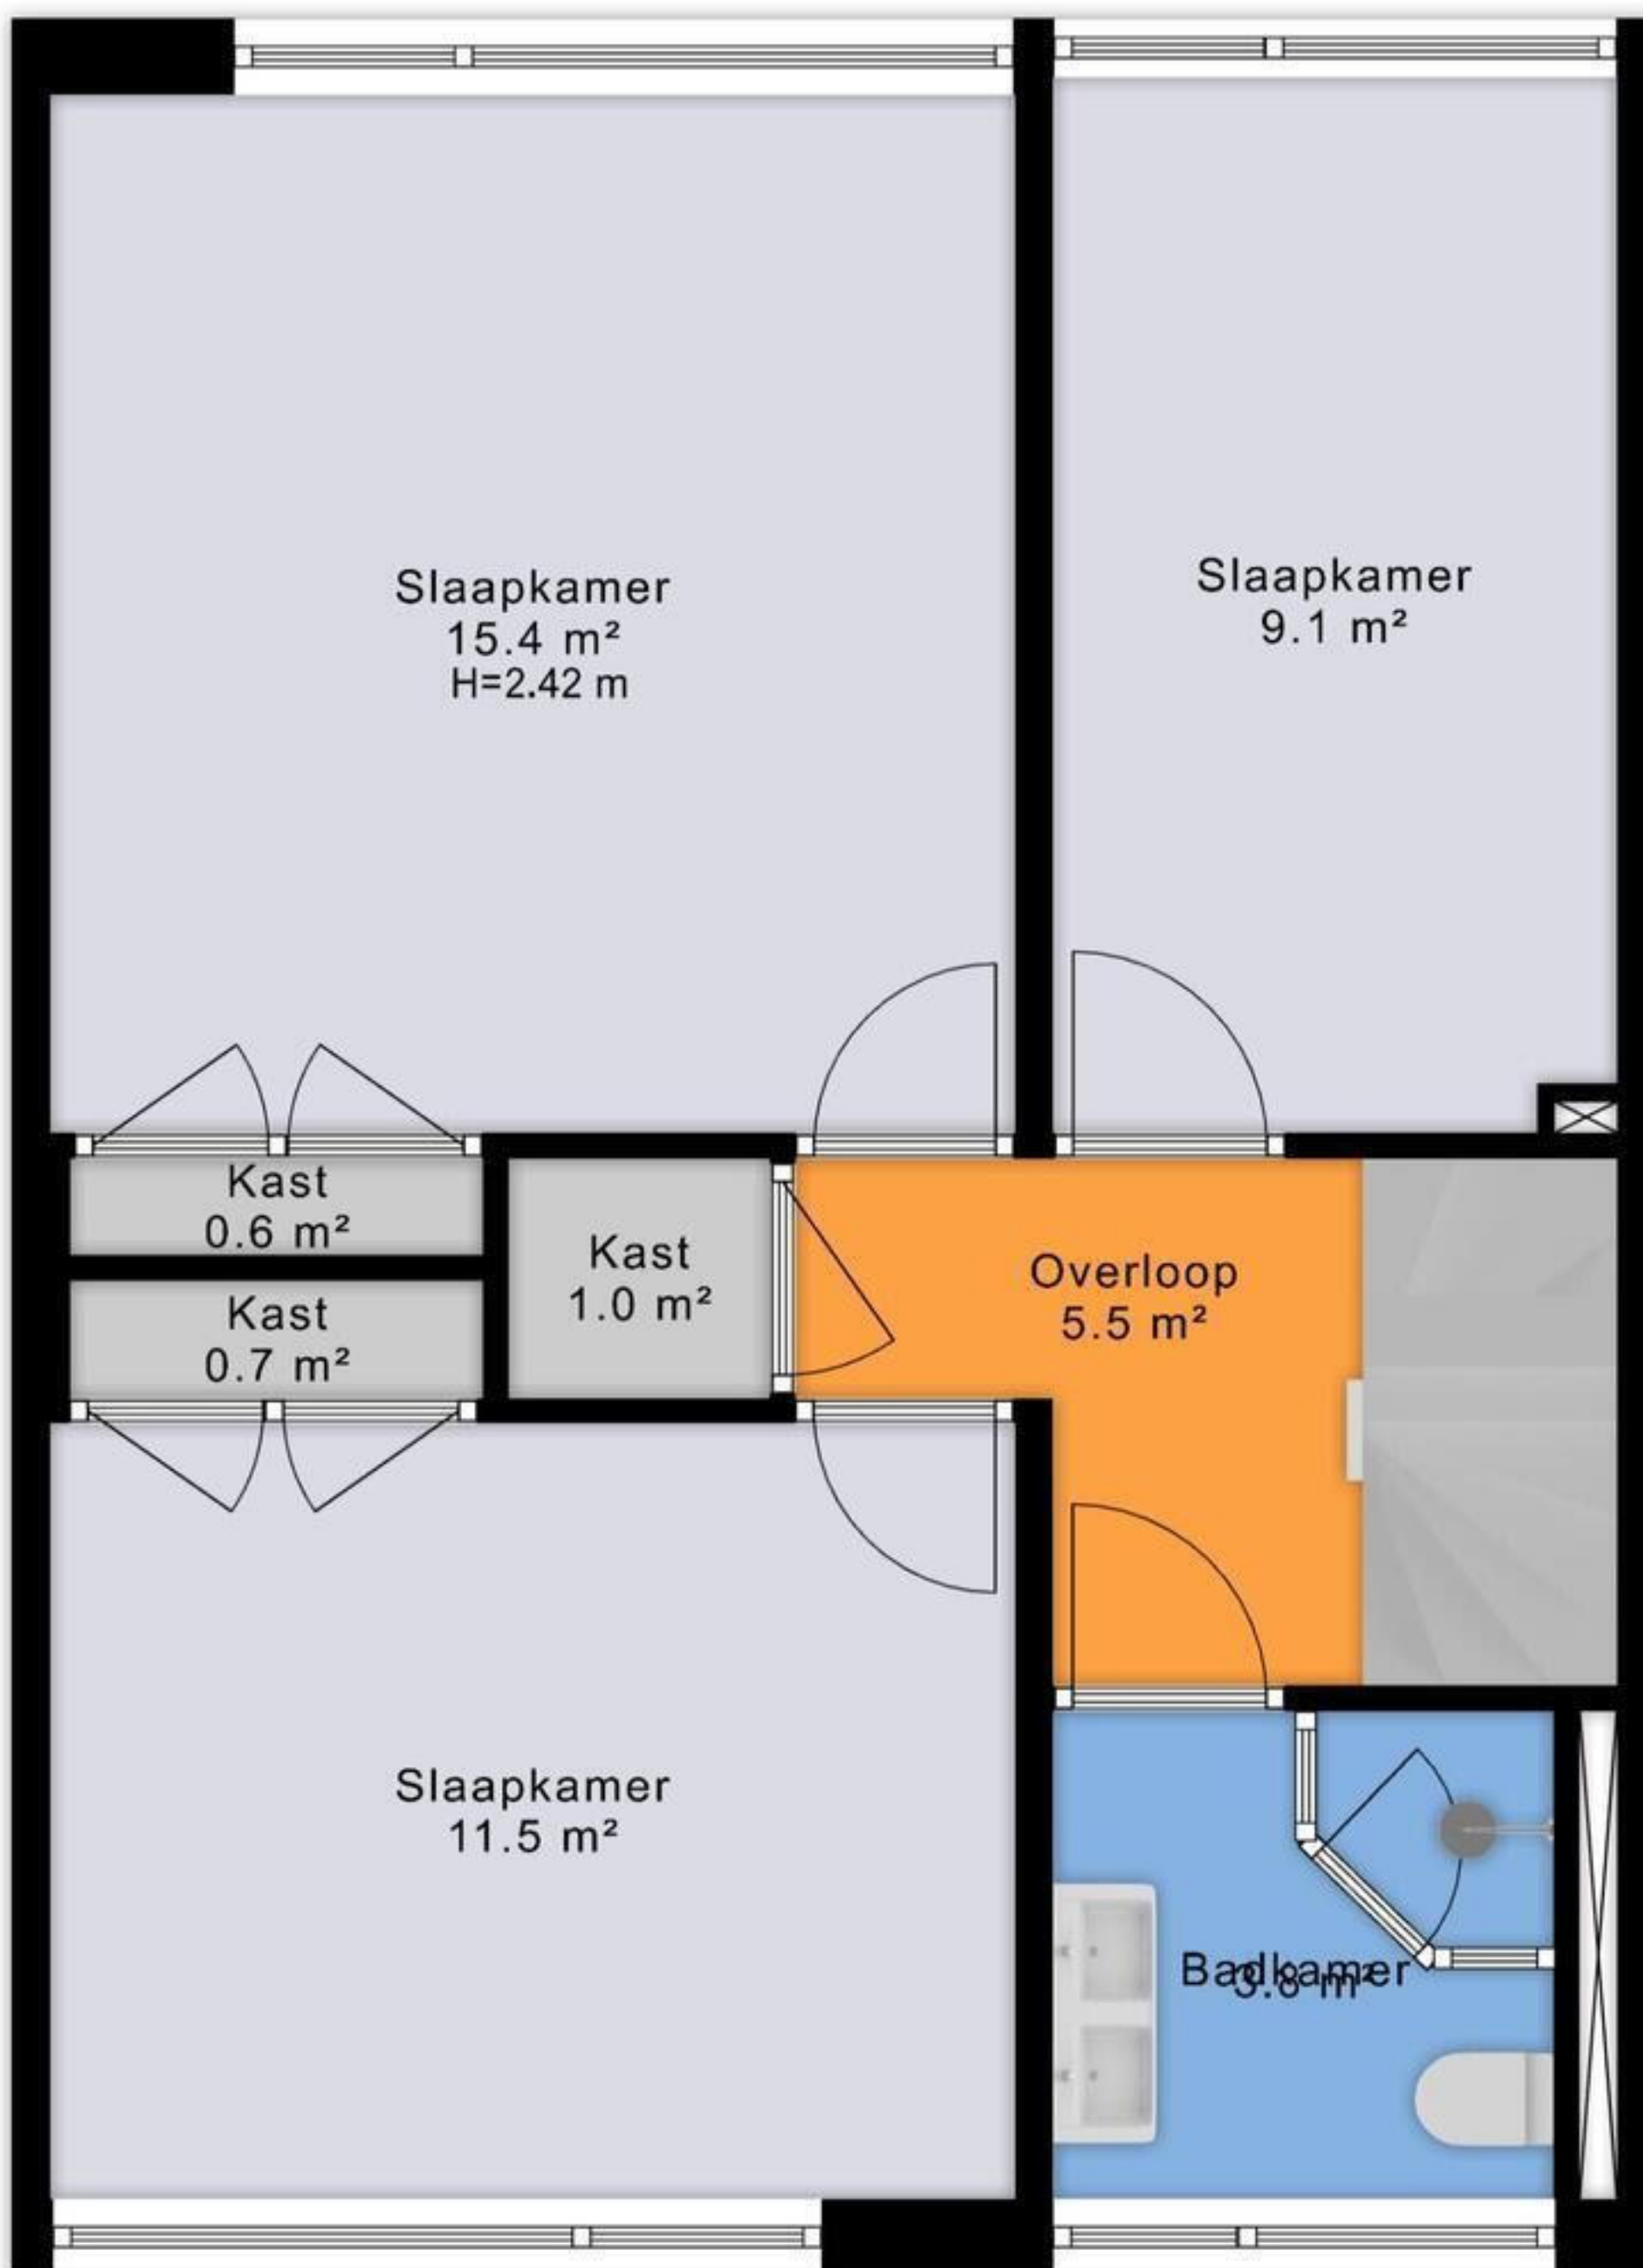 Slaapkamer
15.4 m²
H=2.42 m
Slaapkamer
9.1 m²
Kast
0.6 m²
Kast
1.0 m²
Overloop
5.5 m²
Kast
0.7 m²
Slaapkamer
11.5 m²
Badkamer
m²